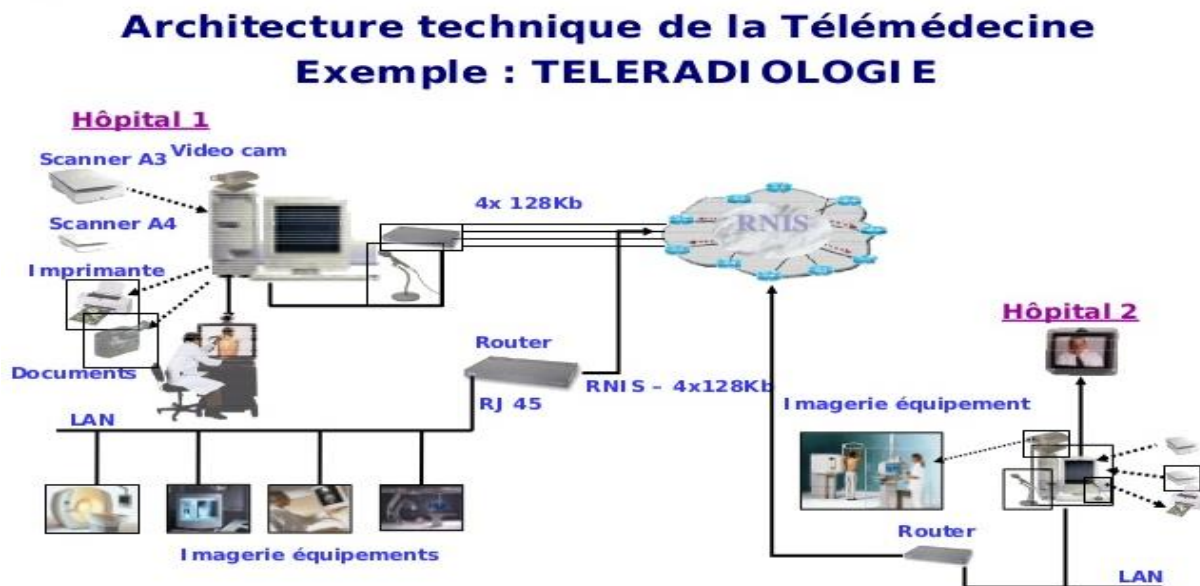 Architecture technique de la Télémédecine
Exemple : TELERADIOLOGIE
Hôpital 1
Scanner A3
Video cam
Scanner A4
Imprimante
Documents
4x 128Kb
RNIS
Router
RNIS – 4x128Kb
RJ 45
LAN
Imagerie équipements
Hôpital 2
Imagerie équipement
Router
LAN